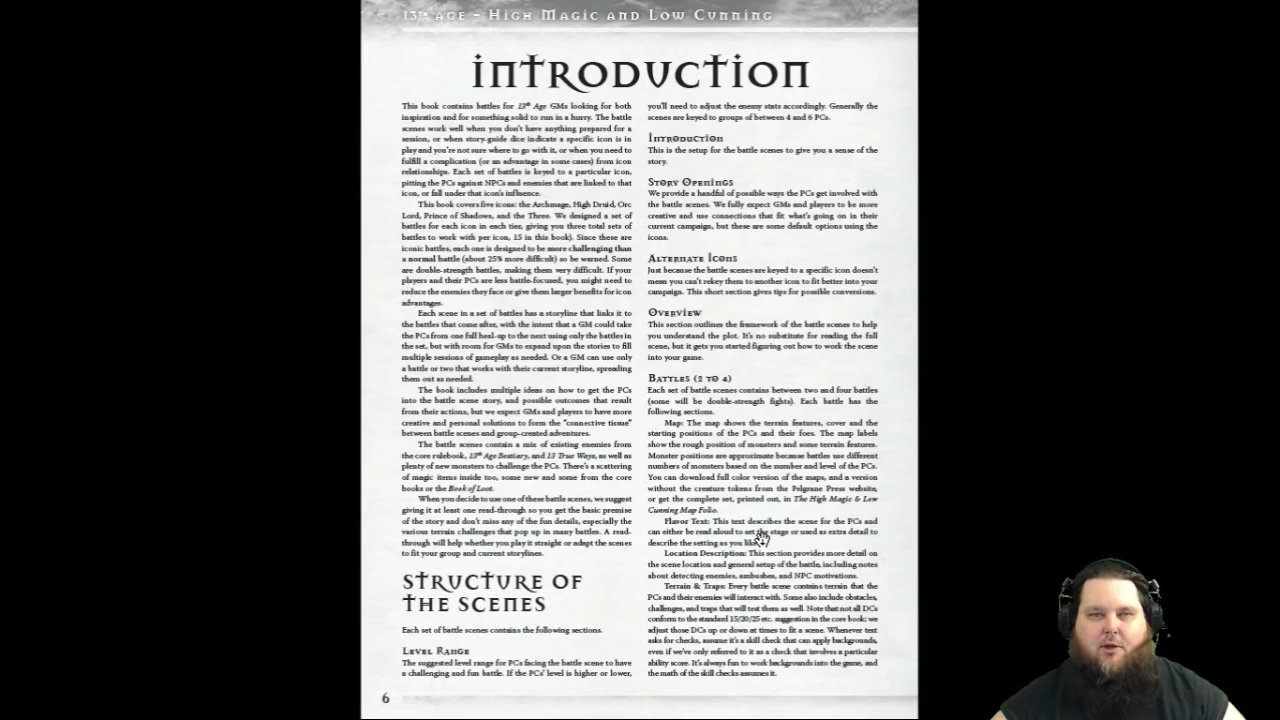 13th Age – High Magic and Low Cunning
Introduction
This book contains battles for 13th Age GMs looking for both
inspiration and for something solid to run in a hurry. The battle
scenes work well when you don't have anything prepared for a
session, or when story-guide dice indicate a specific icon is in
play and you're not sure where to go with it, or when you need to
fulfill a complication (or an advantage in some cases) from icon
relationships. Each set of battles is keyed to a particular icon,
pitting the PCs against NPCs and enemies that are linked to that
icon, or fall under that icon's influence.
This book covers five icons: the Archmage, High Druid, Orc
Lord, Prince of Shadows, and the Three. We designed a set of
battles for each icon in each tier, giving you three total sets of
battles to work with per icon, 15 in this book). Since these are
iconic battles, each one is designed to be more challenging than
a normal battle (about 25% more difficult) so be warned. Some
are double-strength battles, making them very difficult. If your
players and their PCs are less battle-focused, you might need to
reduce the enemies they face or give them larger benefits for icon
advantages.
Each scene in a set of battles has a storyline that links it to
the battles that come after, with the intent that a GM could take
the PCs from one full heal-up to the next using only the battles in
the set, but with room for GMs to expand upon the stories to fill
multiple sessions of gameplay as needed. Or a GM can use only
a battle or two that works with their current storyline, spreading
them out as needed.
The book includes multiple ideas on how to get the PCs
into the battle scene story, and possible outcomes that result
from their actions, but we expect GMs and players to have more
creative and personal solutions to form the "connective tissue"
between battle scenes and group-created adventures.
The battle scenes contain a mix of existing enemies from
the core rulebook, 13th Age Bestiary, and 13 True Ways, as well as
plenty of new monsters to challenge the PCs. There's a scattering
of magic items inside too, some new and some from the core
books or the Book of Loot.
When you decide to use one of these battle scenes, we suggest
giving it at least one read-through so you get the basic premise
of the story and don't miss any of the fun details, especially the
various terrain challenges that pop up in many battles. A read-
through will help whether you play it straight or adapt the scenes
to fit your group and current storylines.
Structure of
the Scenes
Each set of battle scenes contains the following sections.
Level Range
The suggested level range for PCs facing the battle scene to have
a challenging and fun battle. If the PCs' level is higher or lower,
6
you'll need to adjust the enemy stats accordingly. Generally the
scenes are keyed to groups of between 4 and 6 PCs.
Introduction
This is the setup for the battle scenes to give you a sense of the
story.
Story Openings
We provide a handful of possible ways the PCs get involved with
the battle scenes. We fully expect GMs and players to be more
creative and use connections that fit what's going on in their
current campaign, but these are some default options using the
icons.
Alternate Icons
Just because the battle scenes are keyed to a specific icon doesn't
mean you can't rekey them to another icon to fit better into your
campaign. This short section gives tips for possible conversions.
Overview
This section outlines the framework of the battle scenes to help
you understand the plot. It's no substitute for reading the full
scene, but it gets you started figuring out how to work the scene
into your game.
Battles (2 to 4)
Each set of battle scenes contains between two and four battles
(some will be double-strength fights). Each battle has the
following sections.
Map: The map shows the terrain features, cover and the
starting positions of the PCs and their foes. The map labels
show the rough position of monsters and some terrain features.
Monster positions are approximate because battles use different
numbers of monsters based on the number and level of the PCs.
You can download full color version of the maps, and a version
without the creature tokens from the Pelgrane Press website,
or get the complete set, printed out, in The High Magic & Low
Cunning Map Folio.
Flavor Text: This text describes the scene for the PCs and
can either be read aloud to set the stage or used as extra detail to
describe the setting as you like.
Location Description: This section provides more detail on
the scene location and general setup of the battle, including notes
about detecting enemies, ambushes, and NPC motivations.
Terrain & Traps: Every battle scene contains terrain that the
PCs and their enemies will interact with. Some also include obstacles,
challenges, and traps that will test them as well. Note that not all DCs
conform to the standard 15/20/25 etc. suggestion in the core book; we
adjust those DCs up or down at times to fit a scene. Whenever text
asks for checks, assume it's a skill check that can apply backgrounds,
even if we've only referred to it as a check that involves a particular
ability score. It's always fun to work backgrounds into the game, and
the math of the skill checks assumes it.